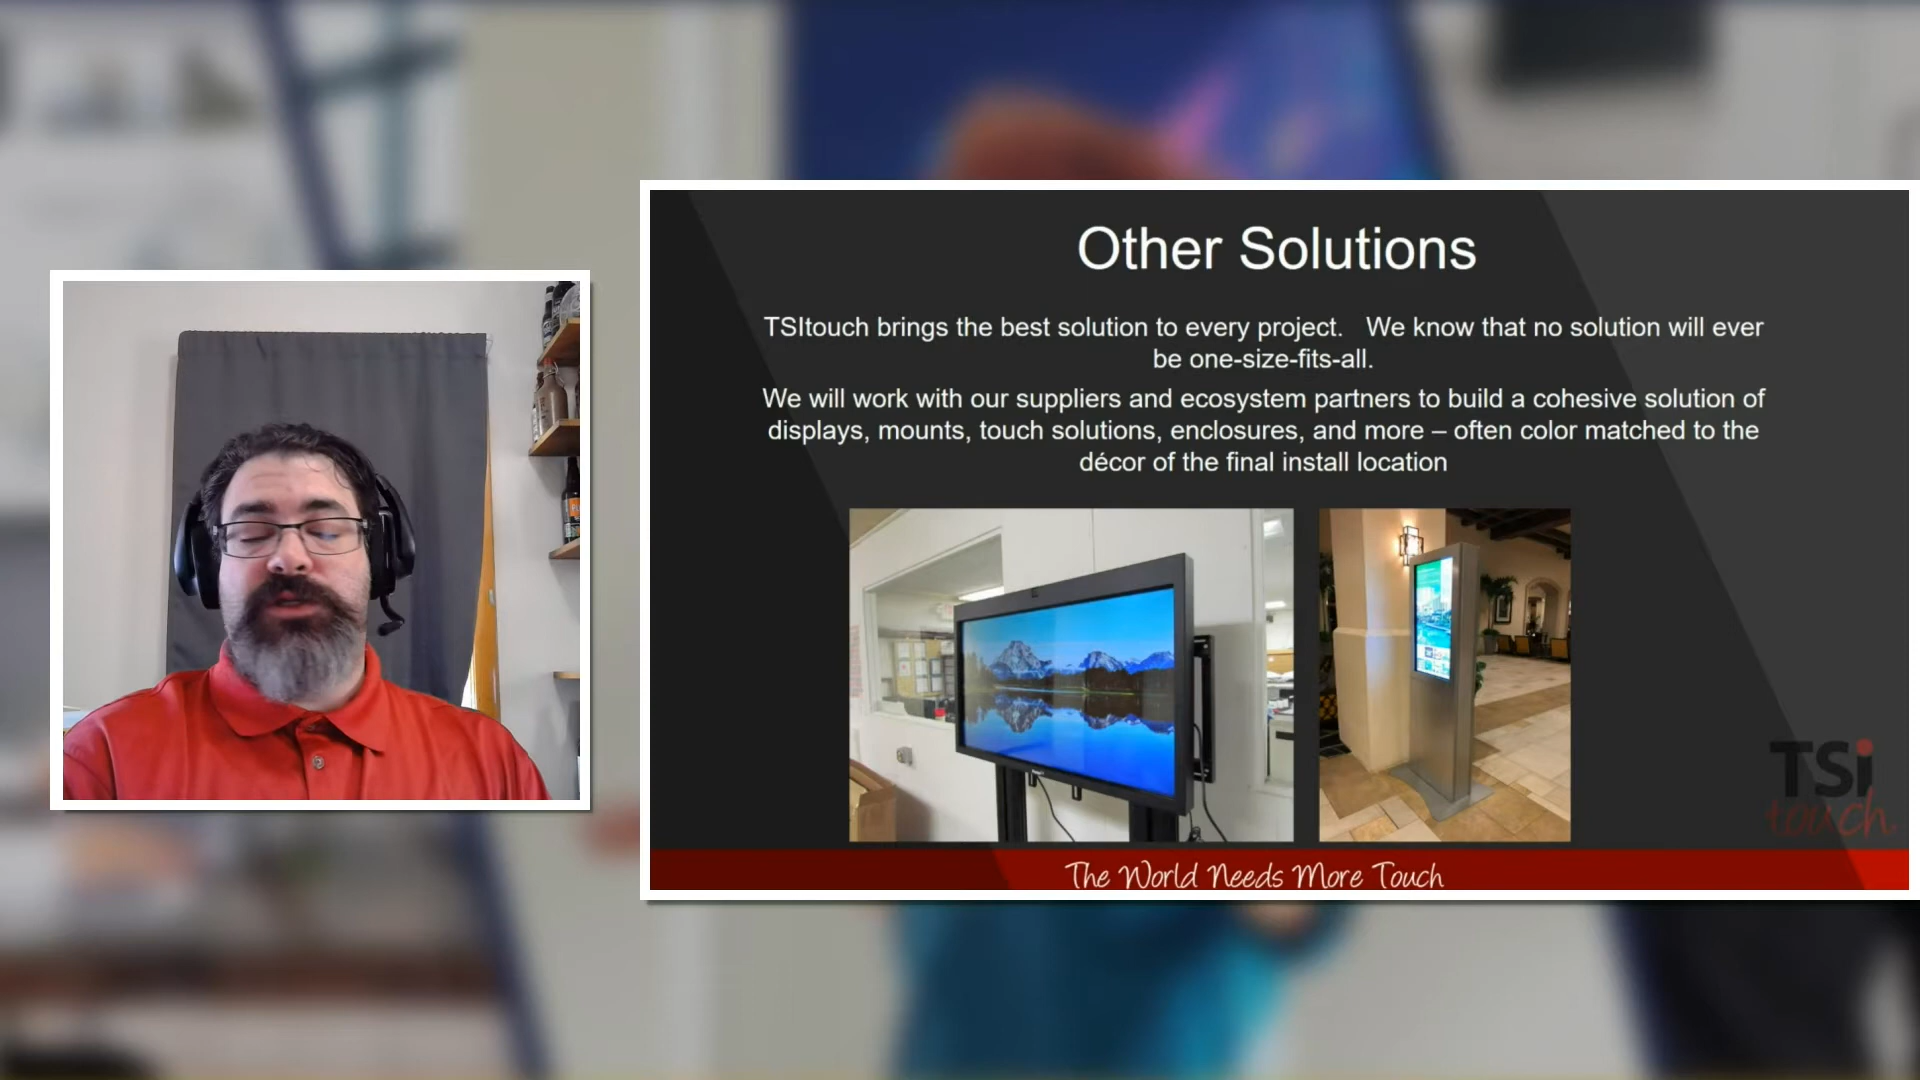 Other Solutions
TSItouch brings the best solution to every project.   We know that no solution will ever
be one-size-fits-all.
We will work with our suppliers and ecosystem partners to build a cohesive solution of
displays, mounts, touch solutions, enclosures, and more – often color matched to the
décor of the final install location
TSi
touch
The World Needs More Touch